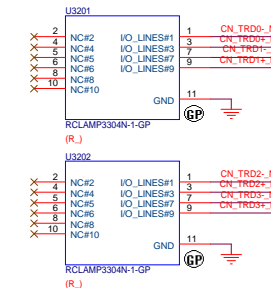 U3201
2 NC#2 I/O_LINES#1 1 CN_TRD0-_
4 NC#4 I/O_LINES#3 3 CN_TRD0+_
5 NC#5 I/O_LINES#7 7 CN_TRD1-_
6 NC#6 I/O_LINES#9 9 CN_TRD1+_
8 NC#8
10 NC#10
GND 11
GP
RCLAMP3304N-1-GP
(R_)
U3202
2 NC#2 I/O_LINES#1 1 CN_TRD2-_
4 NC#4 I/O_LINES#3 3 CN_TRD2+_
5 NC#5 I/O_LINES#7 7 CN_TRD3-_
6 NC#6 I/O_LINES#9 9 CN_TRD3+_
8 NC#8
10 NC#10
GND 11
GP
RCLAMP3304N-1-GP
(R_)